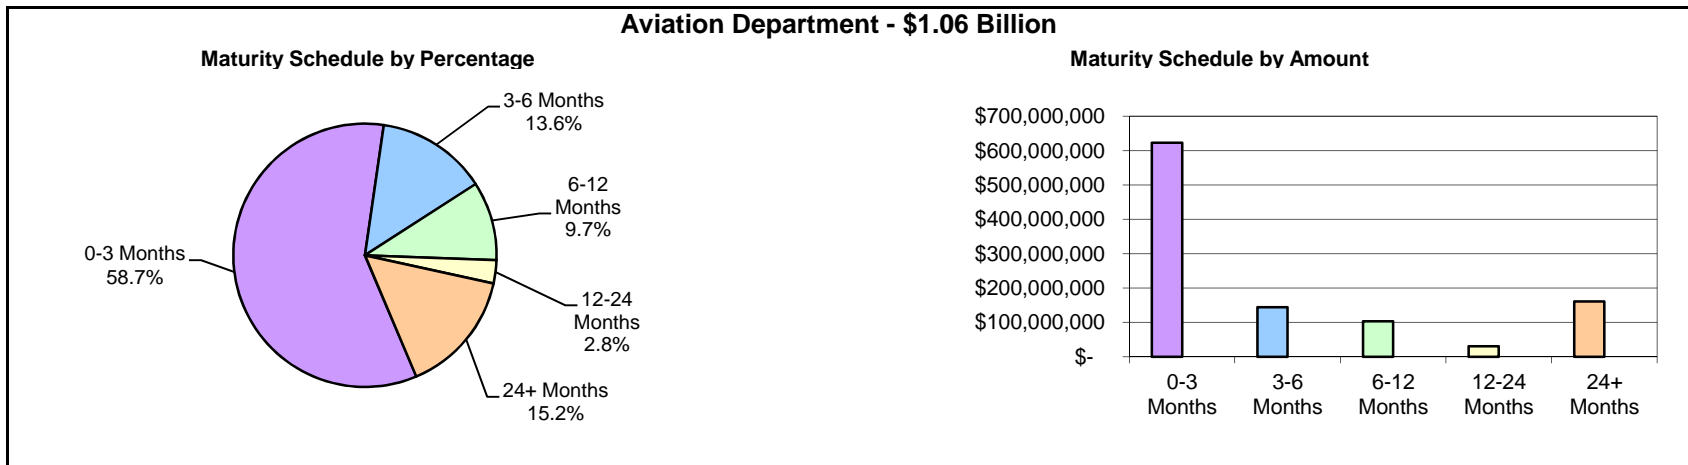 Aviation Department - $1.06 Billion
Maturity Schedule by Percentage
3-6 Months
13.6%
6-12
Months
9.7%
0-3 Months
58.7%
12-24
Months
2.8%
24+ Months
15.2%
Maturity Schedule by Amount
$700,000,000
$600,000,000
$500,000,000
$400,000,000
$300,000,000
$200,000,000
$100,000,000
$-
0-3
Months
3-6
Months
6-12
Months
12-24
Months
24+
Months